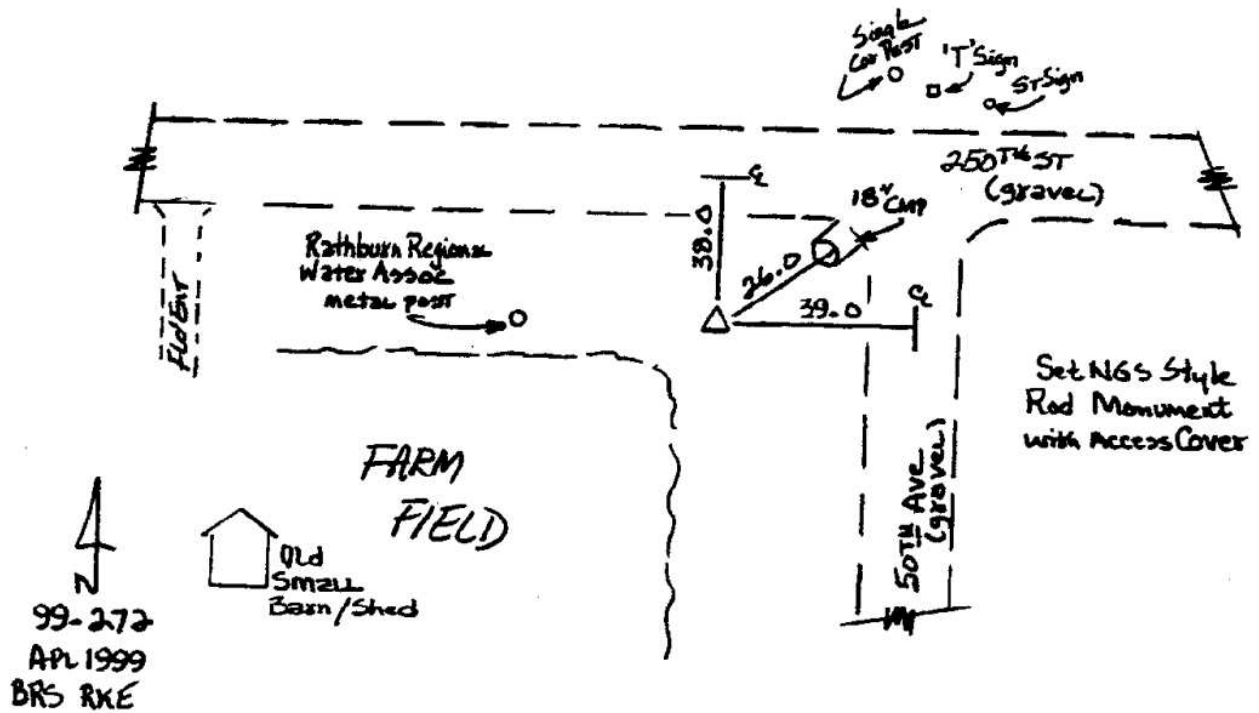 Single
Cor Post
'T' Sign
ST Sign
250TH ST
(gravel)
℄
18" CMP
38.0
26.0
39.0
℄
Rathburn Regional
Water Assoc
metal post
Fld Ent
Set NGS Style
Rod Monument
with Access Cover
FARM
FIELD
50TH Ave
(gravel)
Old
Small
Barn/Shed
N
99-272
APL 1999
BRS RKE